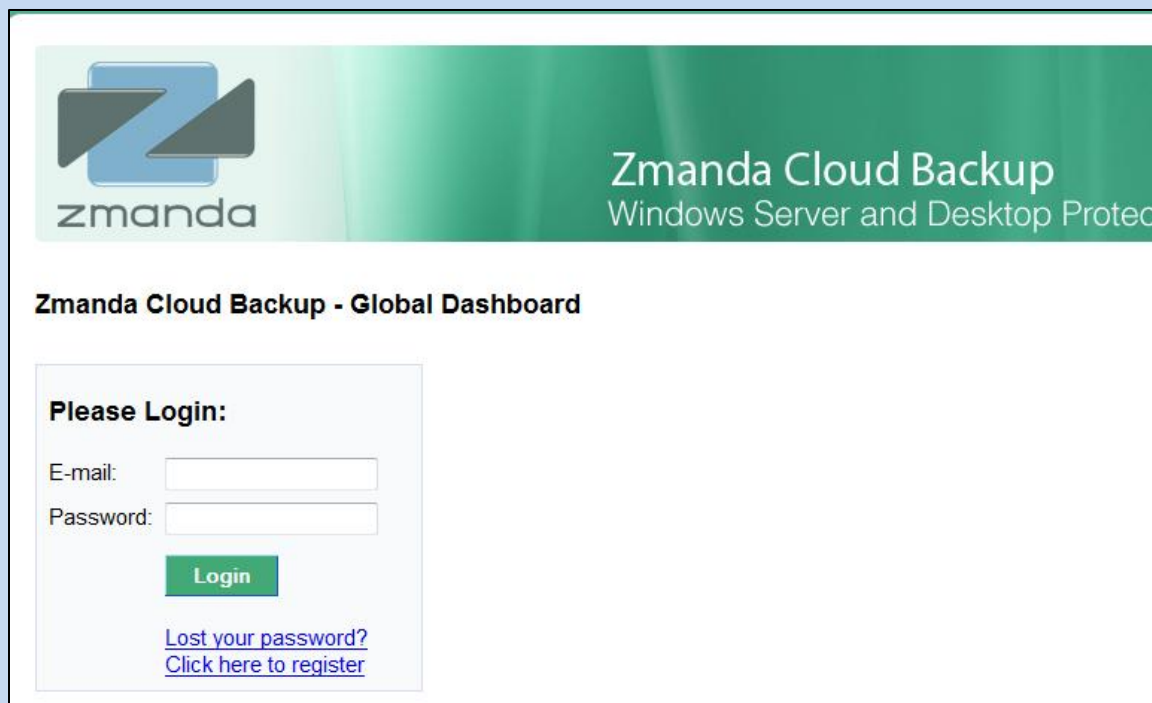 zmanda
Zmanda Cloud Backup
Windows Server and Desktop Protec
Zmanda Cloud Backup - Global Dashboard
Please Login:
E-mail:
Password:
Login
Lost your password?
Click here to register